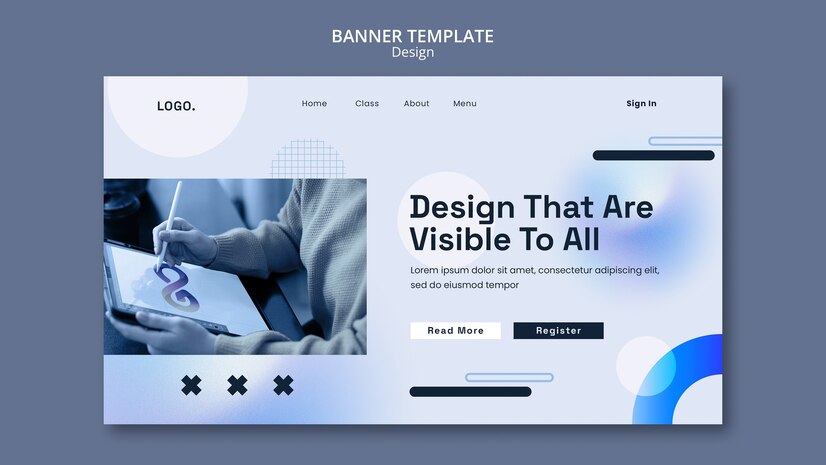 BANNER TEMPLATE
Design
LOGO.
Home Class About Menu Sign In
Design That Are
Visible To All
Lorem ipsum dolor sit amet, consectetur adipiscing elit,
sed do eiusmod tempor
Read More Register